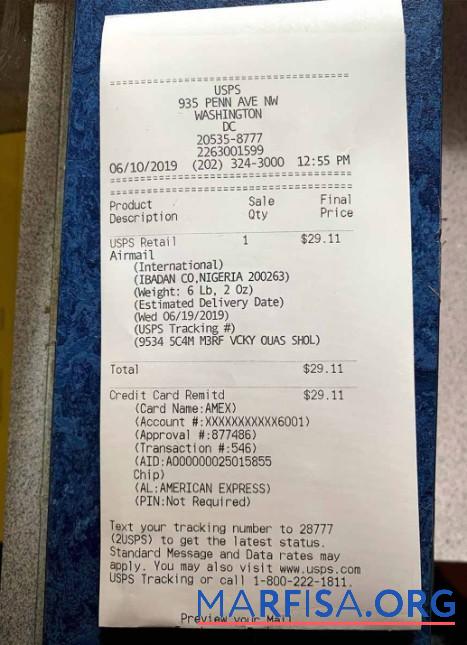 ================================
USPS
935 PENN AVE NW
WASHINGTON
DC
20535-8777
2263001599
06/10/2019 (202) 324-3000 12:55 PM
================================
================================
Product Sale Final
Description Qty Price
USPS Retail 1 $29.11
Airmail
(International)
(IBADAN CO,NIGERIA 200263)
(Weight: 6 Lb, 2 Oz)
(Estimated Delivery Date)
(Wed 06/19/2019)
(USPS Tracking #)
(9534 5C4M M3RF VCKY OUAS SHOL)
Total $29.11
Credit Card Remitd $29.11
(Card Name:AMEX)
(Account #:XXXXXXXXXXX6001)
(Approval #:877486)
(Transaction #:546)
(AID:A000000025015855
Chip)
(AL:AMERICAN EXPRESS)
(PIN:Not Required)
Text your tracking number to 28777
(2USPS) to get the latest status.
Standard Message and Data rates may
apply. You may also visit www.usps.com
USPS Tracking or call 1-800-222-1811.
Preview your Mail
MARFISA.ORG